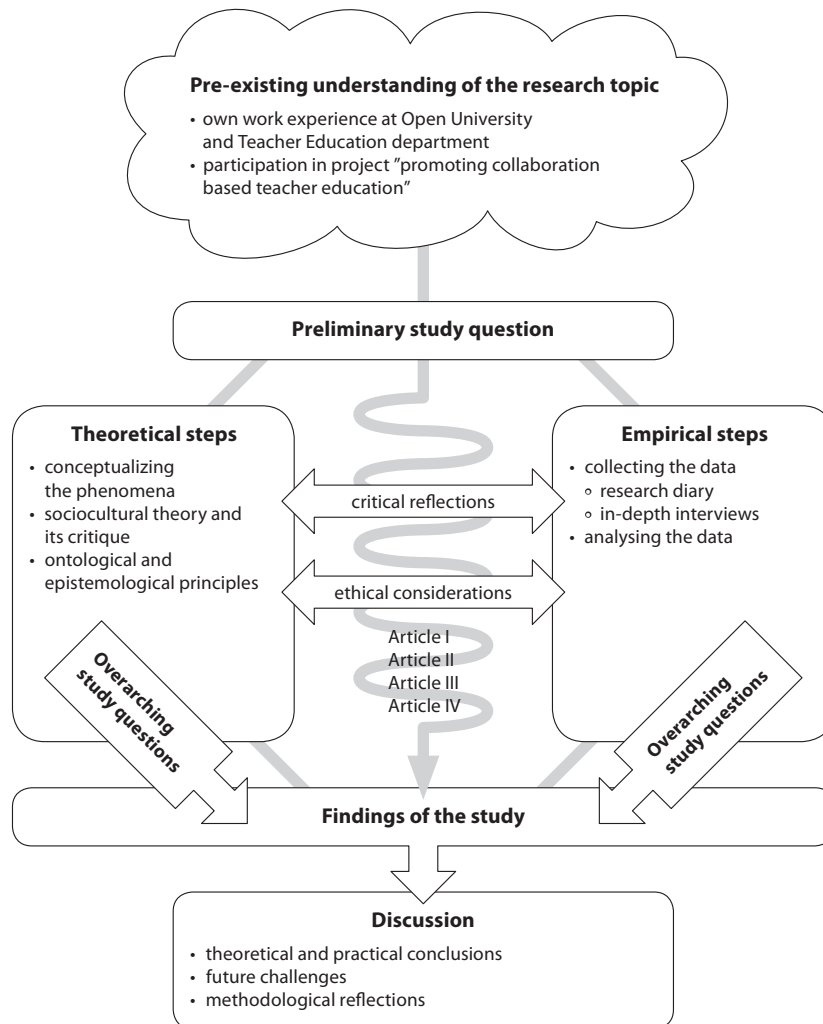 Pre-existing understanding of the research topic
• own work experience at Open University
and Teacher Education department
• participation in project ”promoting collaboration
based teacher education”
Preliminary study question
Theoretical steps
• conceptualizing
the phenomena
• sociocultural theory and
its critique
• ontological and
epistemological principles
critical reflections
ethical considerations
Article I
Article II
Article III
Article IV
Empirical steps
• collecting the data
∘ research diary
∘ in-depth interviews
• analysing the data
Overarching
study questions
Overarching
study questions
Findings of the study
Discussion
• theoretical and practical conclusions
• future challenges
• methodological reflections